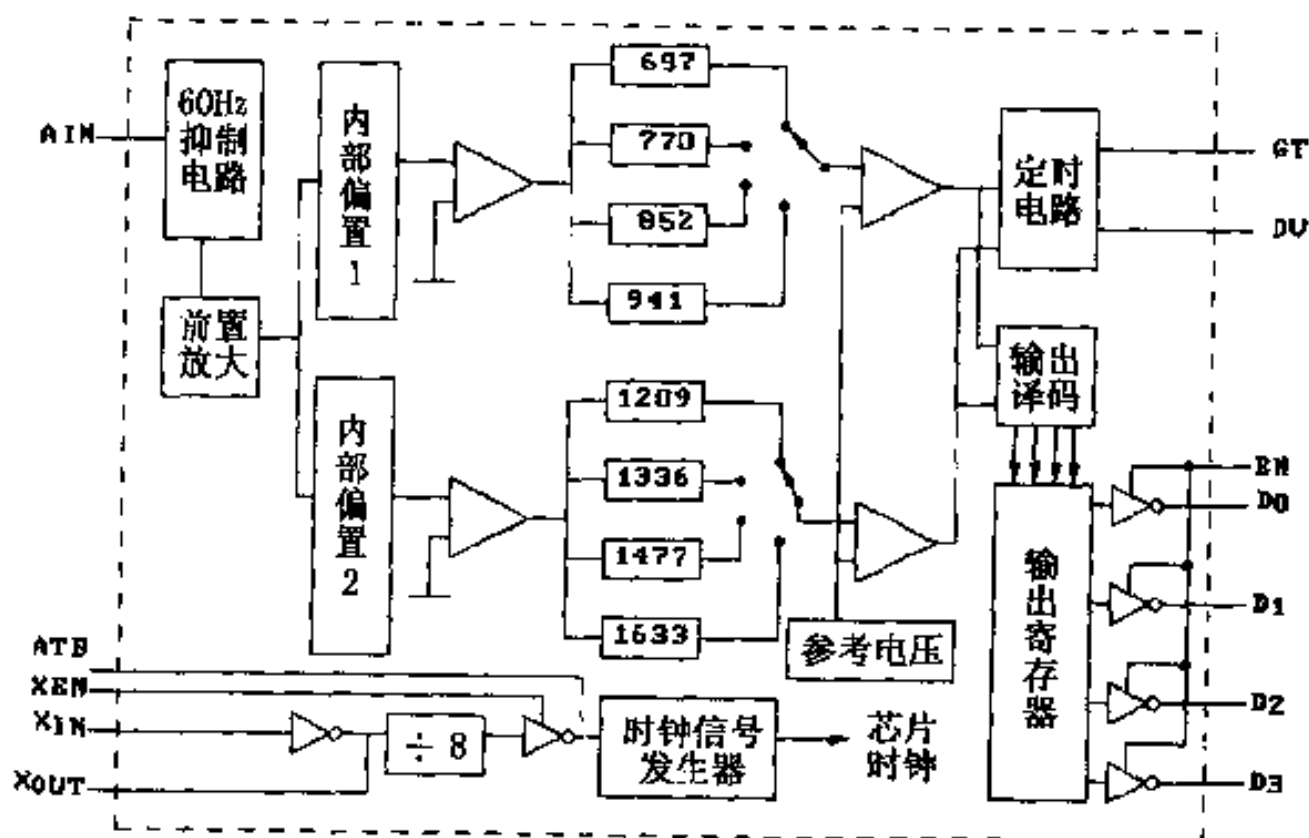 AIN
60Hz
抑制
电路
前置
放大
内部偏置1
内部偏置2
697
770
852
941
1209
1336
1477
1633
参考电压
定时
电路
GT
DV
输出
译码
输出寄存器
EN
D0
D1
D2
D3
ATB
XEN
XIN
XOUT
÷8
时钟信号
发生器
芯片
时钟